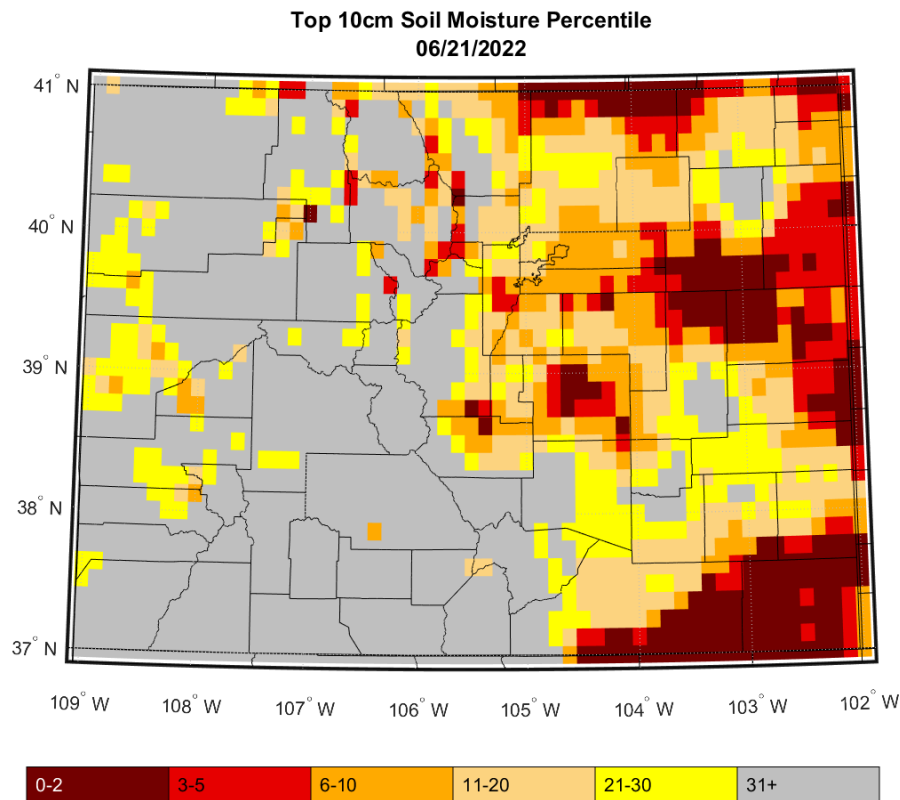 Top 10cm Soil Moisture Percentile
06/21/2022
41° N
40° N
39° N
38° N
37° N
109° W 108° W 107° W 106° W 105° W 104° W 103° W 102° W
0-2 3-5 6-10 11-20 21-30 31+